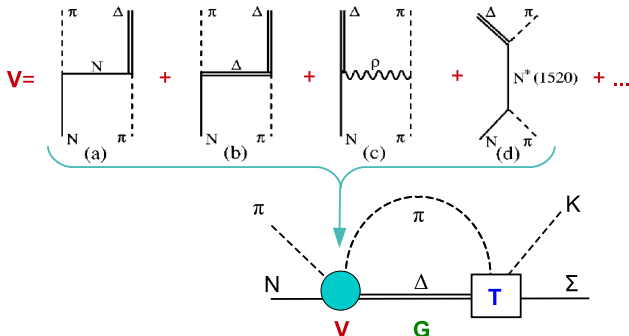 π Δ π Δ π Δ π
V= N + Δ + ρ + N*(1520) + ...
N π N π N π N π
(a) (b) (c) (d)
π π K
N Δ T Σ
V G